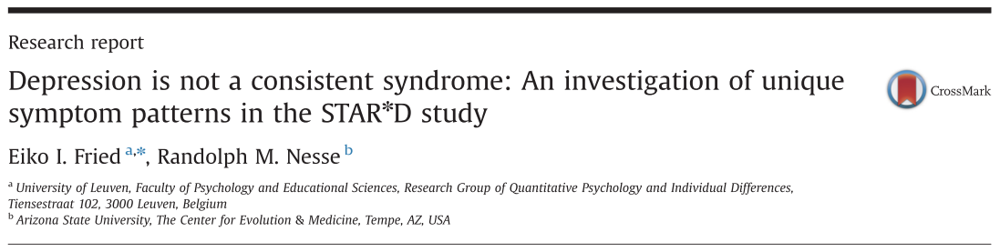 Research report
Depression is not a consistent syndrome: An investigation of unique
symptom patterns in the STAR*D study
CrossMark
Eiko I. Fried a,*, Randolph M. Nesse b
a University of Leuven, Faculty of Psychology and Educational Sciences, Research Group of Quantitative Psychology and Individual Differences,
Tiensestraat 102, 3000 Leuven, Belgium
b Arizona State University, The Center for Evolution & Medicine, Tempe, AZ, USA